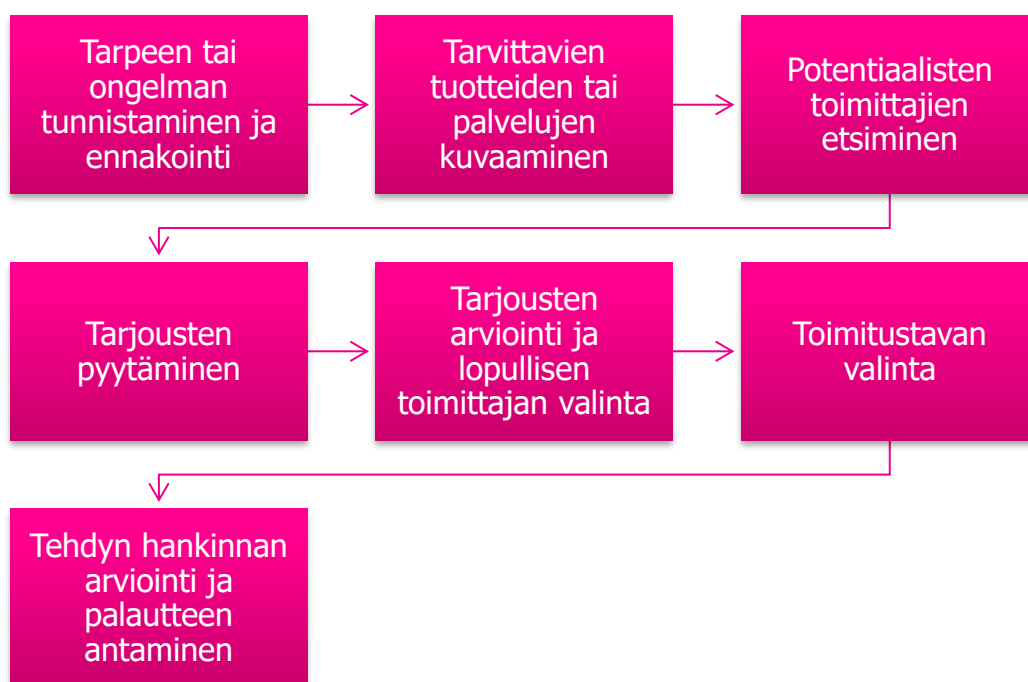 Tarpeen tai
ongelman
tunnistaminen ja
ennakointi
Tarvittavien
tuotteiden tai
palvelujen
kuvaaminen
Potentiaalisten
toimittajien
etsiminen
Tarjousten
pyytäminen
Tarjousten
arviointi ja
lopullisen
toimittajan valinta
Toimitustavan
valinta
Tehdyn hankinnan
arviointi ja
palautteen
antaminen